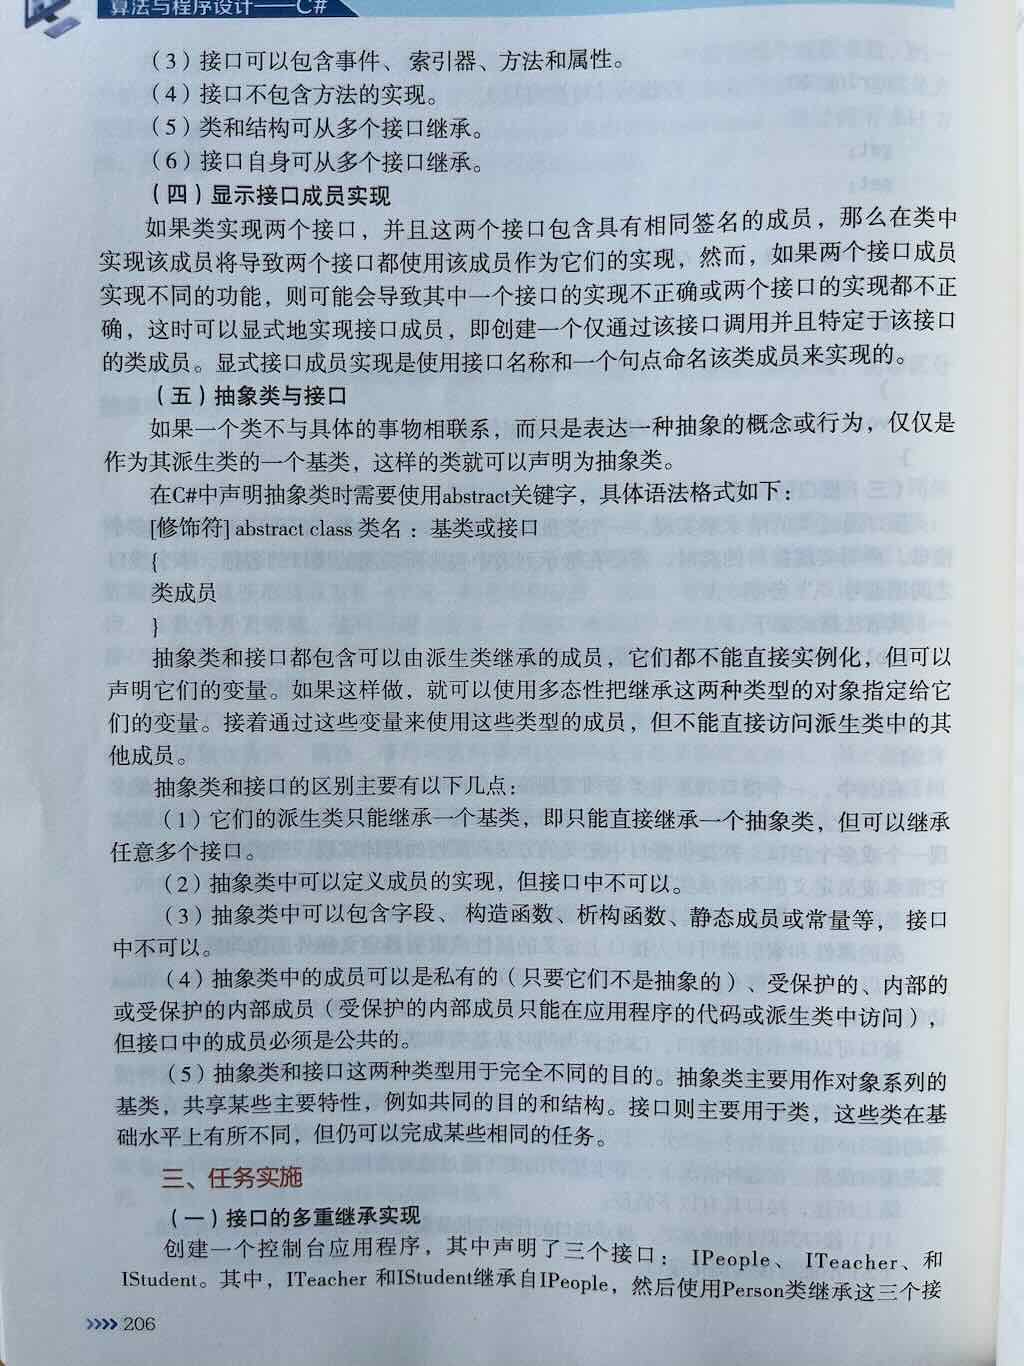 算法与程序设计——C#
（3）接口可以包含事件、索引器、方法和属性。
（4）接口不包含方法的实现。
（5）类和结构可从多个接口继承。
（6）接口自身可从多个接口继承。
（四）显示接口成员实现
如果类实现两个接口，并且这两个接口包含具有相同签名的成员，那么在类中
实现该成员将导致两个接口都使用该成员作为它们的实现，然而，如果两个接口成员
实现不同的功能，则可能会导致其中一个接口的实现不正确或两个接口的实现都不正
确，这时可以显式地实现接口成员，即创建一个仅通过该接口调用并且特定于该接口
的类成员。显式接口成员实现是使用接口名称和一个句点命名该类成员来实现的。
（五）抽象类与接口
如果一个类不与具体的事物相联系，而只是表达一种抽象的概念或行为，仅仅是
作为其派生类的一个基类，这样的类就可以声明为抽象类。
在C#中声明抽象类时需要使用abstract关键字，具体语法格式如下：
[修饰符] abstract class 类名 : 基类或接口
{
类成员
}
抽象类和接口都包含可以由派生类继承的成员，它们都不能直接实例化，但可以
声明它们的变量。如果这样做，就可以使用多态性把继承这两种类型的对象指定给它
们的变量。接着通过这些变量来使用这些类型的成员，但不能直接访问派生类中的其
他成员。
抽象类和接口的区别主要有以下几点：
（1）它们的派生类只能继承一个基类，即只能直接继承一个抽象类，但可以继承
任意多个接口。
（2）抽象类中可以定义成员的实现，但接口中不可以。
（3）抽象类中可以包含字段、构造函数、析构函数、静态成员或常量等，接口
中不可以。
（4）抽象类中的成员可以是私有的（只要它们不是抽象的）、受保护的、内部的
或受保护的内部成员（受保护的内部成员只能在应用程序的代码或派生类中访问），
但接口中的成员必须是公共的。
（5）抽象类和接口这两种类型用于完全不同的目的。抽象类主要用作对象系列的
基类，共享某些主要特性，例如共同的目的和结构。接口则主要用于类，这些类在基
础水平上有所不同，但仍可以完成某些相同的任务。
三、任务实施
（一）接口的多重继承实现
创建一个控制台应用程序，其中声明了三个接口： IPeople、 ITeacher、和
IStudent。其中，ITeacher 和IStudent继承自IPeople，然后使用Person类继承这三个接
›››› 206